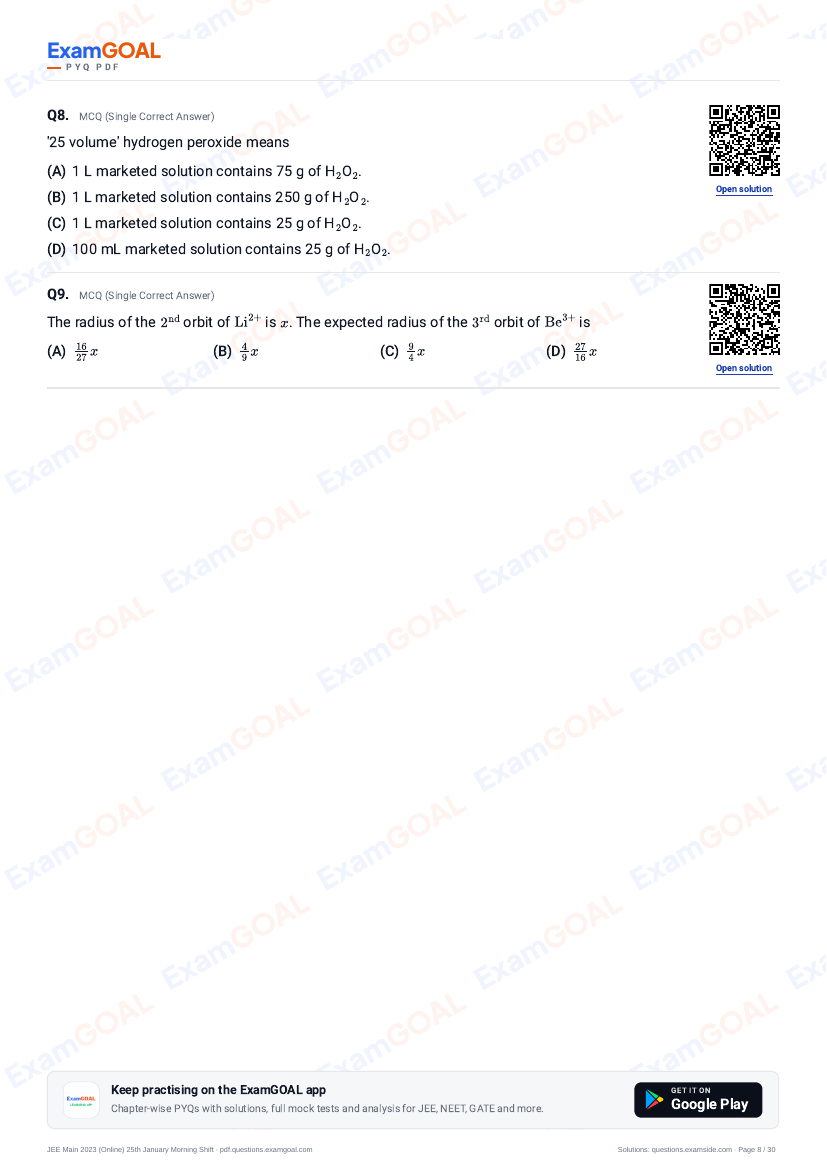 ExamGOAL
PYQ PDF
Q8. MCQ (Single Correct Answer)
'25 volume' hydrogen peroxide means
(A) 1 L marketed solution contains 75 g of H₂O₂.
(B) 1 L marketed solution contains 250 g of H₂O₂.
(C) 1 L marketed solution contains 25 g of H₂O₂.
(D) 100 mL marketed solution contains 25 g of H₂O₂.
Open solution
Q9. MCQ (Single Correct Answer)
The radius of the 2ⁿᵈ orbit of Li²⁺ is x. The expected radius of the 3ʳᵈ orbit of Be³⁺ is
(A) 16/27 x (B) 4/9 x (C) 9/4 x (D) 27/16 x
Open solution
Keep practising on the ExamGOAL app
Chapter-wise PYQs with solutions, full mock tests and analysis for JEE, NEET, GATE and more.
GET IT ON
Google Play
JEE Main 2023 (Online) 25th January Morning Shift · pdf.questions.examgoal.com
Solutions: questions.examside.com · Page 8 / 30